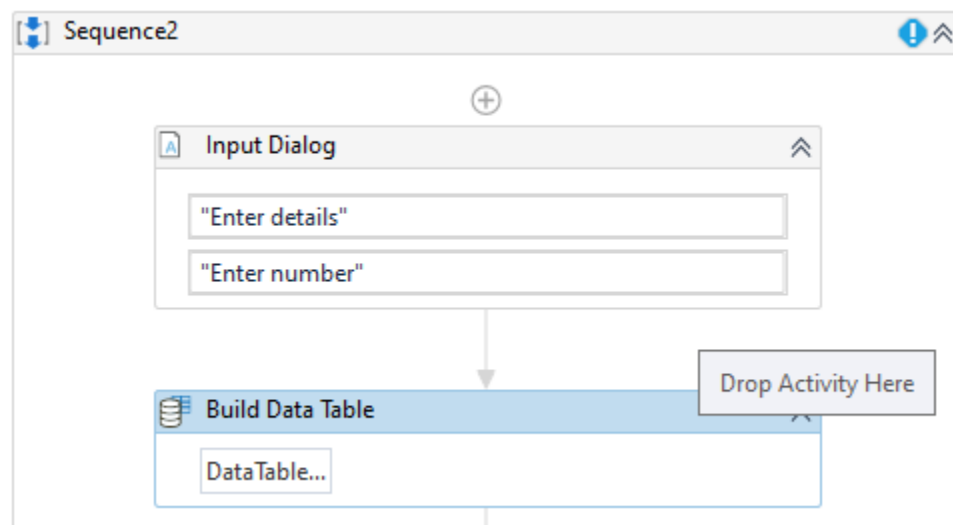 Sequence2
Input Dialog
"Enter details"
"Enter number"
Drop Activity Here
Build Data Table
DataTable...